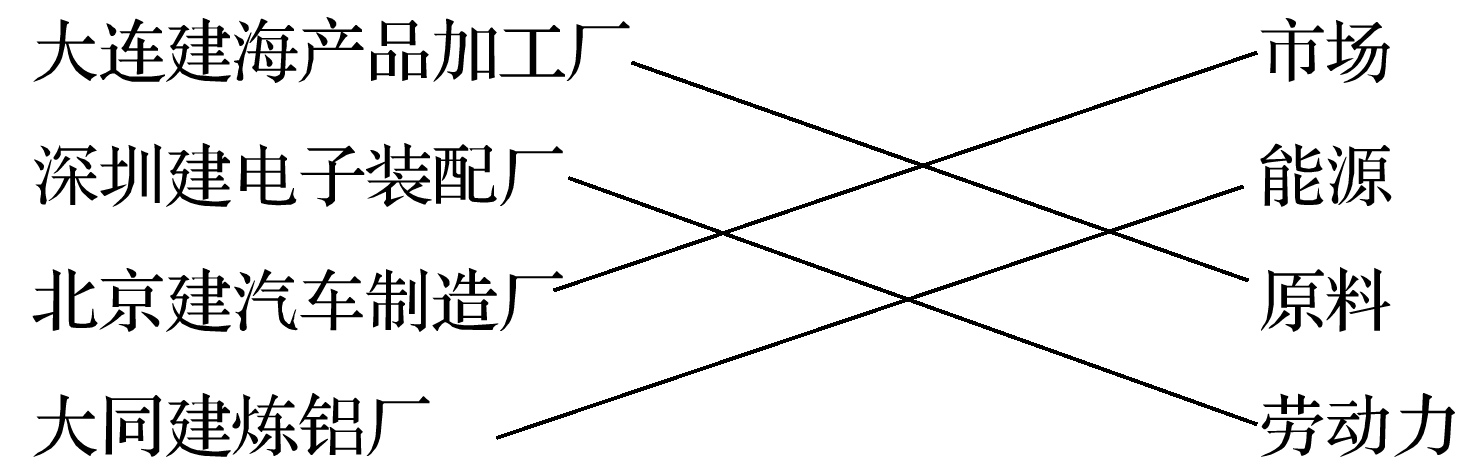 大连建海产品加工厂 市场
深圳建电子装配厂 能源
北京建汽车制造厂 原料
大同建炼铝厂 劳动力